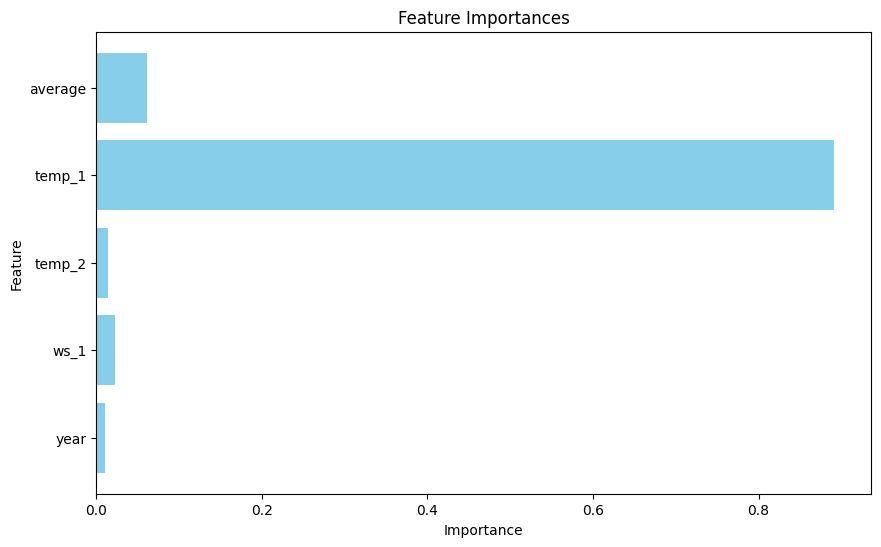 Feature Importances
Feature
average
temp_1
temp_2
ws_1
year
0.0 0.2 0.4 0.6 0.8
Importance